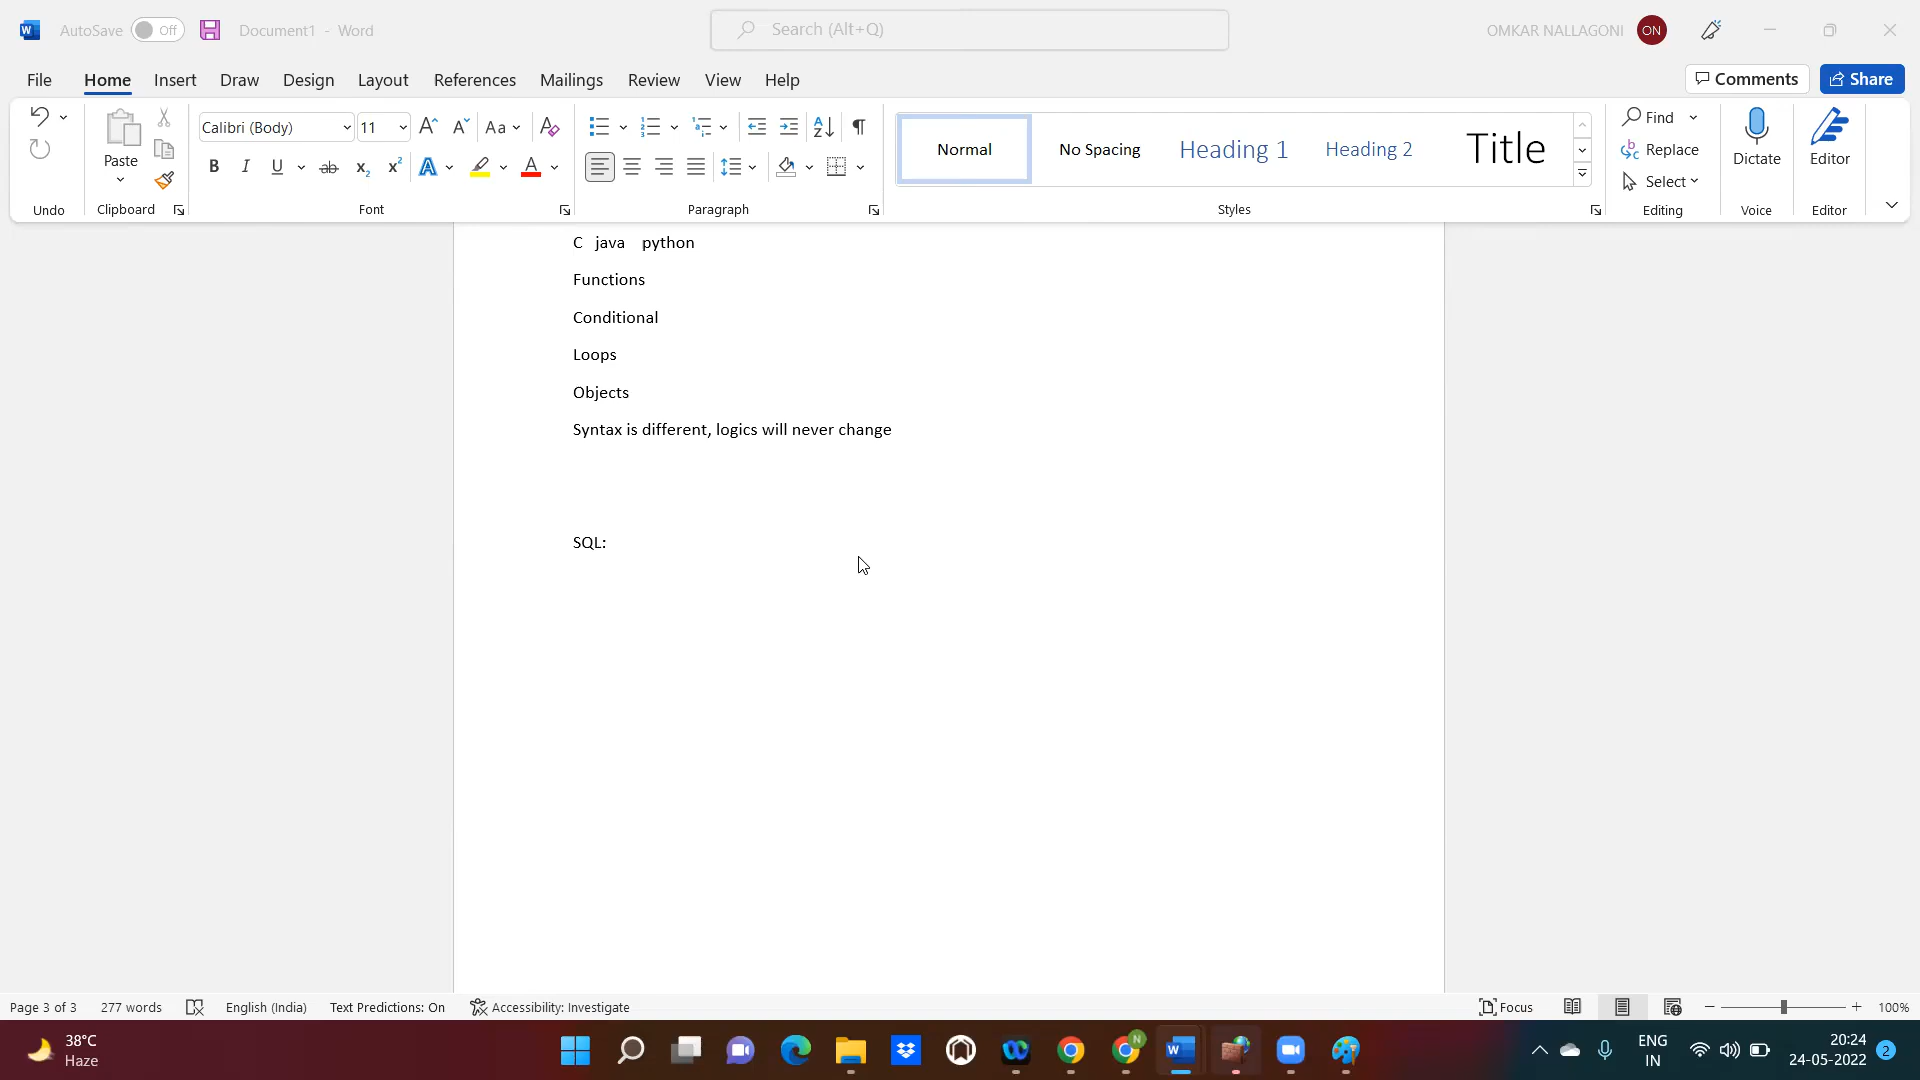 AutoSave Off Document1 - Word Search (Alt+Q) OMKAR NALLAGONI ON
File Home Insert Draw Design Layout References Mailings Review View Help Comments Share
Calibri (Body) 11 Aa Find
Paste Normal No Spacing Heading 1 Heading 2 Title Replace Dictate Editor
Select
Undo Clipboard Font Paragraph Styles Editing Voice Editor
C java python
Functions
Conditional
Loops
Objects
Syntax is different, logics will never change
SQL:
Page 3 of 3 277 words English (India) Text Predictions: On Accessibility: Investigate Focus 100%
38°C
Haze
ENG
IN
20:24
24-05-2022
2